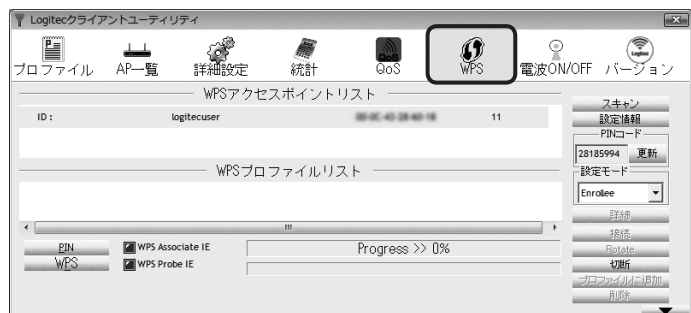 Logitecクライアントユーティリティ
プロファイル AP一覧 詳細設定 統計 QoS WPS 電波ON/OFF バージョン
WPSアクセスポイントリスト
ID : logitecuser 11
WPSプロファイルリスト
スキャン
設定情報
PINコード
28185994 更新
設定モード
Enrollee
詳細
接続
Rotate
切断
プロファイルに追加
削除
PIN WPS Associate IE Progress >> 0%
WPS WPS Probe IE